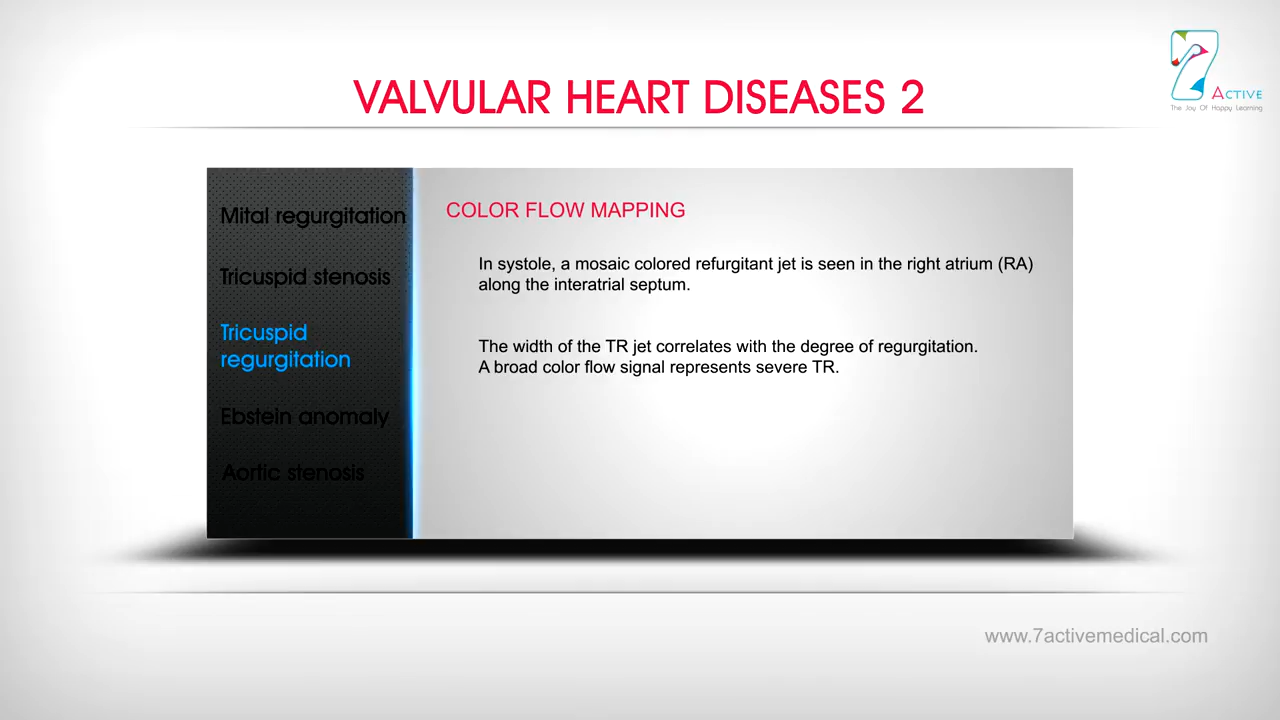 VALVULAR HEART DISEASES 2
7 ACTIVE
The Joy Of Happy Learning
Mital regurgitation
Tricuspid stenosis
Tricuspid
regurgitation
Ebstein anomaly
Aortic stenosis
COLOR FLOW MAPPING
In systole, a mosaic colored refurgitant jet is seen in the right atrium (RA)
along the interatrial septum.
The width of the TR jet correlates with the degree of regurgitation.
A broad color flow signal represents severe TR.
www.7activemedical.com